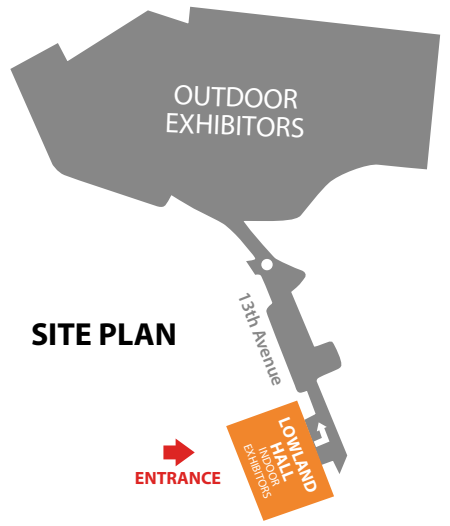 OUTDOOR
EXHIBITORS
13th Avenue
SITE PLAN
LOWLAND
HALL
INDOOR
EXHIBITORS
ENTRANCE